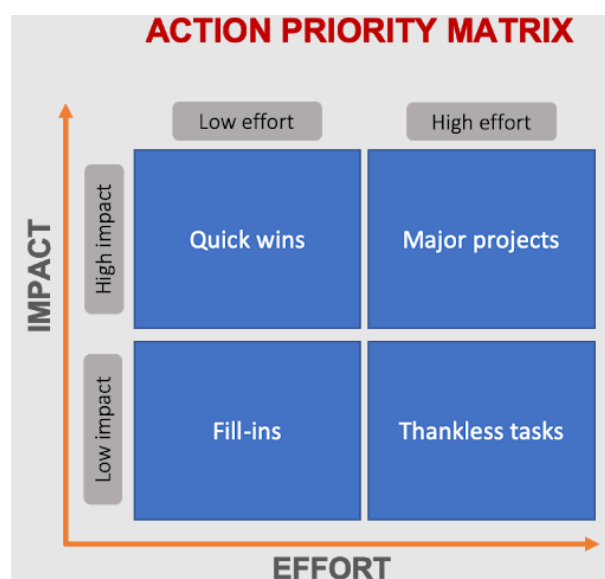 ACTION PRIORITY MATRIX
Low effort
High effort
IMPACT
High impact
Quick wins
Major projects
Low impact
Fill-ins
Thankless tasks
EFFORT